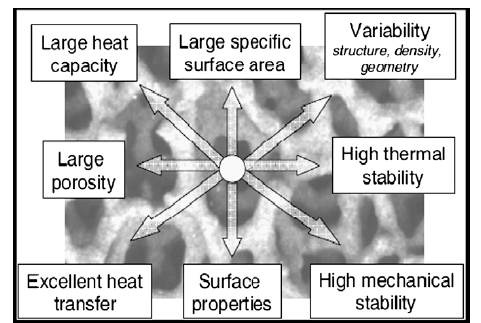 Large heat
capacity
Large specific
surface area
Variability
structure, density,
geometry
Large
porosity
High thermal
stability
Excellent heat
transfer
Surface
properties
High mechanical
stability